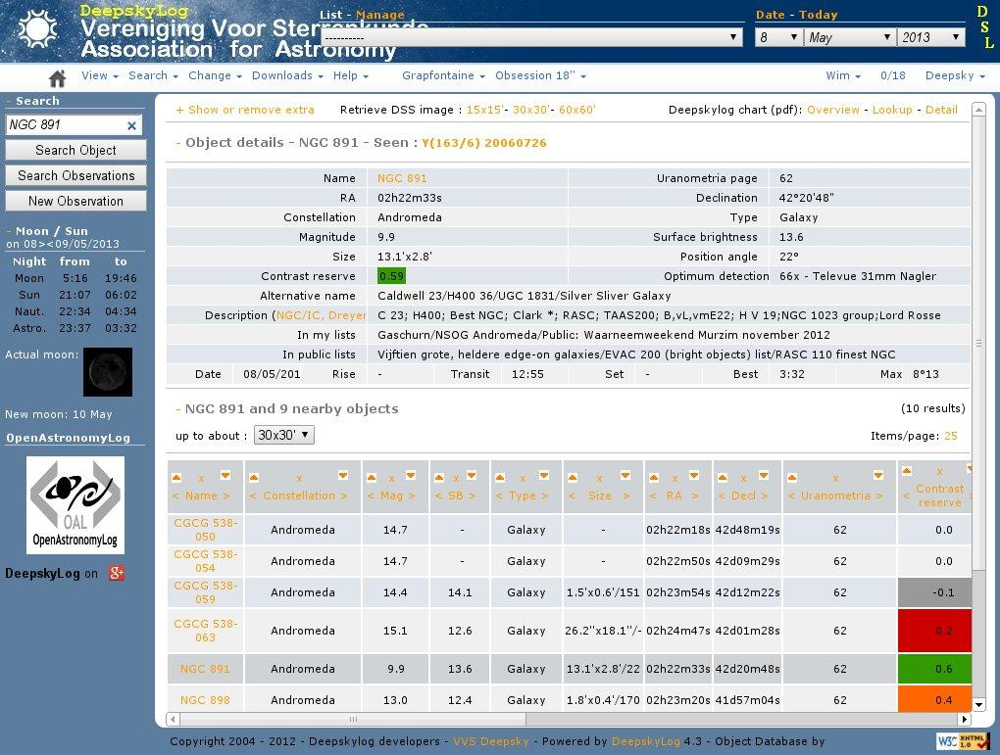 DeepskyLog
Vereniging Voor Sterrenkunde
Association for Astronomy
List - Manage
----------
Date - Today
8 May 2013
DSL
View Search Change Downloads Help Grapfontaine Obsession 18" Wim 0/18 Deepsky
- Search
NGC 891
Search Object
Search Observations
New Observation
- Moon / Sun
on 08><09/05/2013
Night from to
Moon 5:16 19:46
Sun 21:07 06:02
Naut. 22:34 04:34
Astro. 23:37 03:32
Actual moon:
New moon: 10 May
OpenAstronomyLog
OAL
OpenAstronomyLog
DeepskyLog on g+
+ Show or remove extra Retrieve DSS image : 15x15'- 30x30'- 60x60' Deepskylog chart (pdf): Overview - Lookup - Detail
- Object details - NGC 891 - Seen : Y(163/6) 20060726
Name NGC 891 Uranometria page 62
RA 02h22m33s Declination 42°20'48"
Constellation Andromeda Type Galaxy
Magnitude 9.9 Surface brightness 13.6
Size 13.1'x2.8' Position angle 22°
Contrast reserve 0.59 Optimum detection 66x - Televue 31mm Nagler
Alternative name Caldwell 23/H400 36/UGC 1831/Silver Sliver Galaxy
Description (NGC/IC, Dreyer C 23; H400; Best NGC; Clark *; RASC; TAAS200; B,vL,vmE22; H V 19;NGC 1023 group;Lord Rosse
In my lists Gaschurn/NSOG Andromeda/Public: Waarneemweekend Murzim november 2012
In public lists Vijftien grote, heldere edge-on galaxies/EVAC 200 (bright objects) list/RASC 110 finest NGC
Date 08/05/201 Rise - Transit 12:55 Set - Best 3:32 Max 8°13
- NGC 891 and 9 nearby objects (10 results)
up to about : 30x30' Items/page: 25
x x x x x x x x x x
< Name > < Constellation > < Mag > < SB > < Type > < Size > < RA > < Decl > < Uranometria > < Contrast reserve
CGCG 538-050 Andromeda 14.7 - Galaxy - 02h22m18s 42d48m19s 62 0.0
CGCG 538-054 Andromeda 14.7 - Galaxy - 02h22m50s 42d09m29s 62 0.0
CGCG 538-059 Andromeda 14.4 14.1 Galaxy 1.5'x0.6'/151 02h23m54s 42d12m22s 62 -0.1
CGCG 538-063 Andromeda 15.1 12.6 Galaxy 26.2''x18.1''/- 02h24m47s 42d01m28s 62 0.2
NGC 891 Andromeda 9.9 13.6 Galaxy 13.1'x2.8'/22 02h22m33s 42d20m48s 62 0.6
NGC 898 Andromeda 13.0 12.4 Galaxy 1.8'x0.4'/170 02h23m20s 41d57m04s 62 0.4
Copyright 2004 - 2012 - Deepskylog developers - VVS Deepsky - Powered by DeepskyLog 4.3 - Object Database by
W3C XHTML 1.0